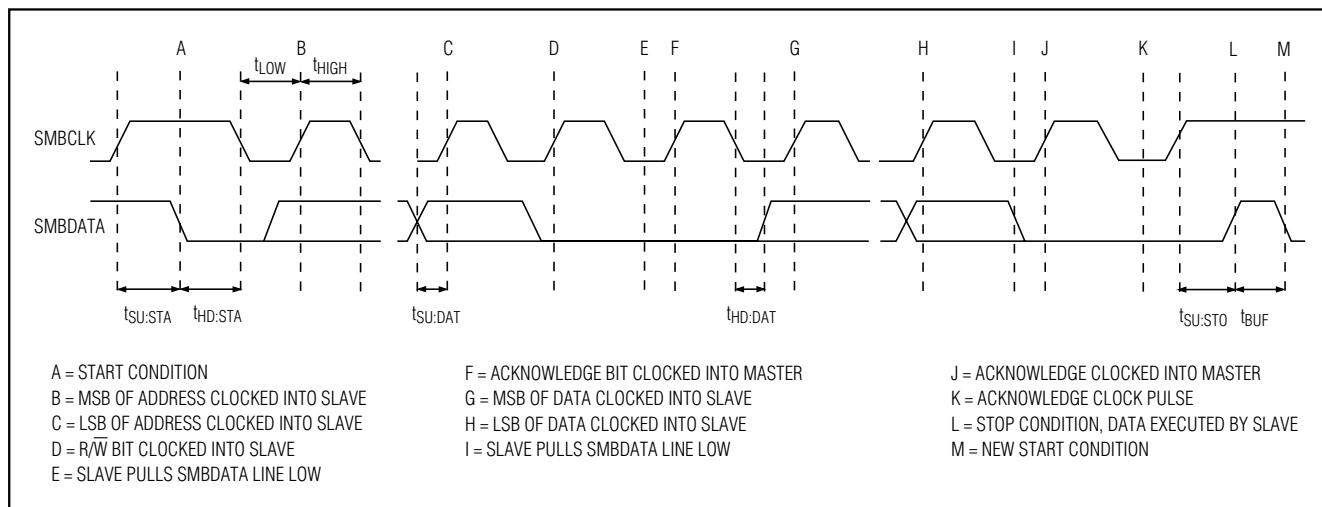 A B C D E F G H I J K L M
tLOW tHIGH
SMBCLK
SMBDATA
tSU:STA tHD:STA tSU:DAT tHD:DAT tSU:STO tBUF
A = START CONDITION
B = MSB OF ADDRESS CLOCKED INTO SLAVE
C = LSB OF ADDRESS CLOCKED INTO SLAVE
D = R/W̅ BIT CLOCKED INTO SLAVE
E = SLAVE PULLS SMBDATA LINE LOW
F = ACKNOWLEDGE BIT CLOCKED INTO MASTER
G = MSB OF DATA CLOCKED INTO SLAVE
H = LSB OF DATA CLOCKED INTO SLAVE
I = SLAVE PULLS SMBDATA LINE LOW
J = ACKNOWLEDGE CLOCKED INTO MASTER
K = ACKNOWLEDGE CLOCK PULSE
L = STOP CONDITION, DATA EXECUTED BY SLAVE
M = NEW START CONDITION